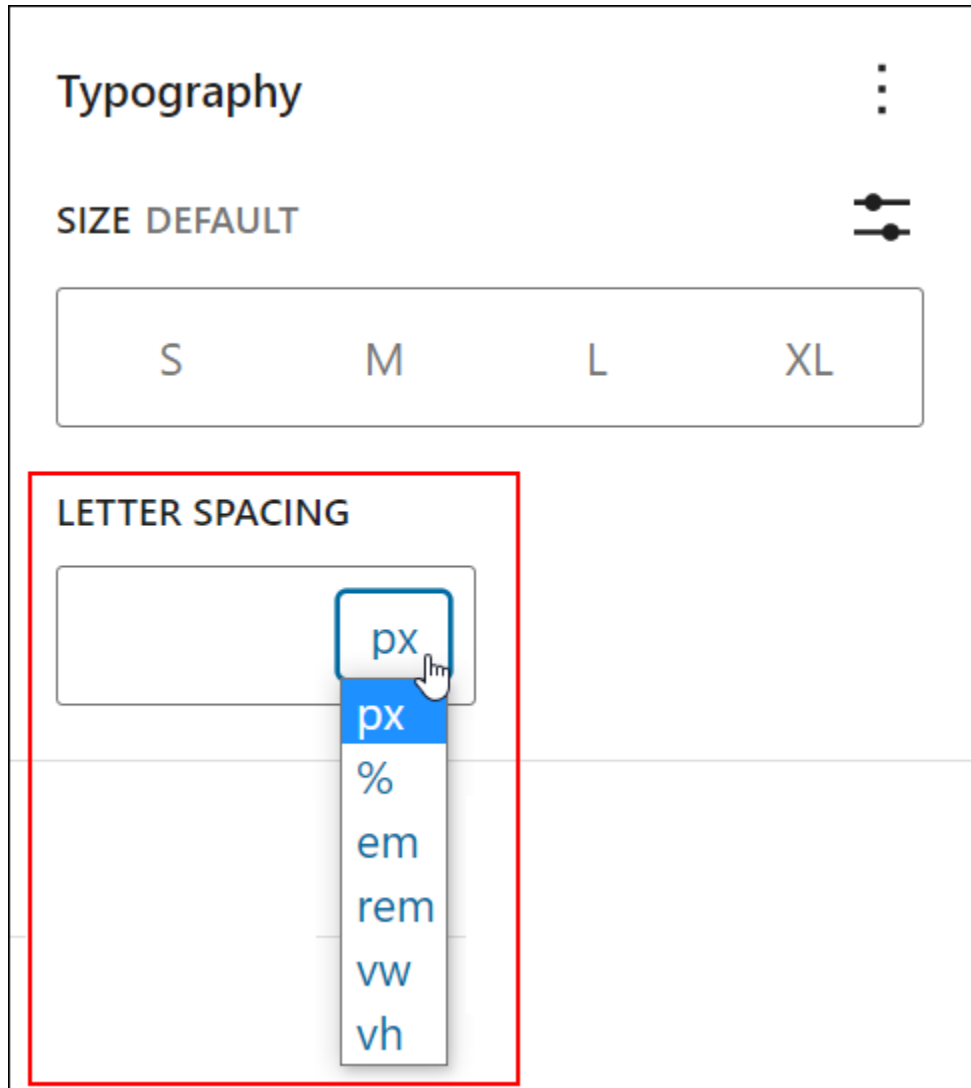 Typography
SIZE DEFAULT
S M L XL
LETTER SPACING
px
px
%
em
rem
vw
vh